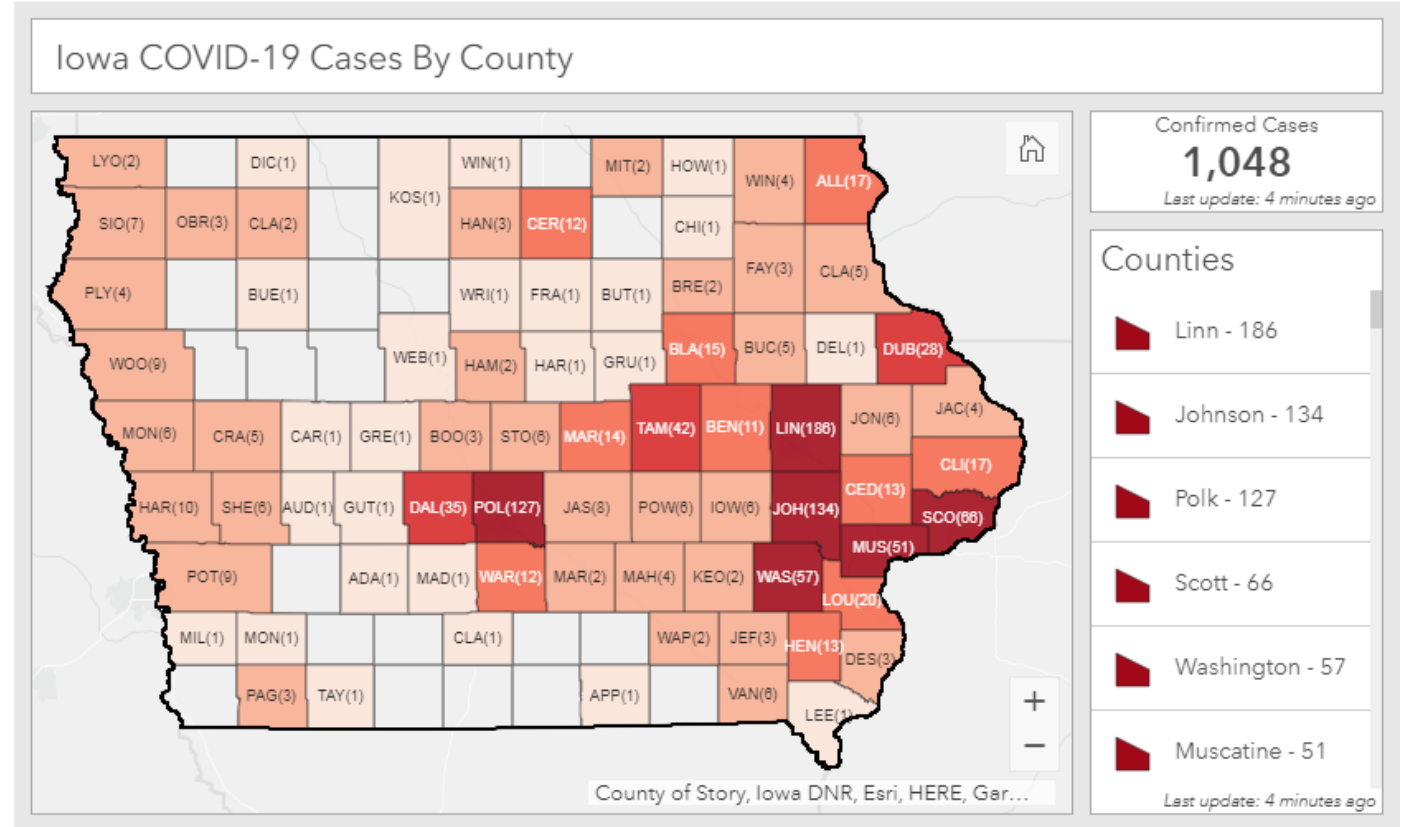 Iowa COVID-19 Cases By County
LYO(2)
DIC(1)
WIN(1)
MIT(2)
HOW(1)
WIN(4)
ALL(17)
KOS(1)
SIO(7)
OBR(3)
CLA(2)
HAN(3)
CER(12)
CHI(1)
FAY(3)
CLA(5)
PLY(4)
BUE(1)
WRI(1)
FRA(1)
BUT(1)
BRE(2)
WOO(9)
WEB(1)
HAM(2)
HAR(1)
GRU(1)
BLA(15)
BUC(5)
DEL(1)
DUB(28)
MON(6)
CRA(5)
CAR(1)
GRE(1)
BOO(3)
STO(6)
MAR(14)
TAM(42)
BEN(11)
LIN(186)
JON(6)
JAC(4)
CLI(17)
HAR(10)
SHE(6)
AUD(1)
GUT(1)
DAL(35)
POL(127)
JAS(8)
POW(6)
IOW(6)
JOH(134)
CED(13)
SCO(66)
MUS(51)
POT(9)
ADA(1)
MAD(1)
WAR(12)
MAR(2)
MAH(4)
KEO(2)
WAS(57)
LOU(20)
MIL(1)
MON(1)
CLA(1)
WAP(2)
JEF(3)
HEN(13)
DES(3)
PAG(3)
TAY(1)
APP(1)
VAN(6)
LEE(1)
+
−
County of Story, Iowa DNR, Esri, HERE, Gar...
Confirmed Cases
1,048
Last update: 4 minutes ago
Counties
Linn - 186
Johnson - 134
Polk - 127
Scott - 66
Washington - 57
Muscatine - 51
Last update: 4 minutes ago